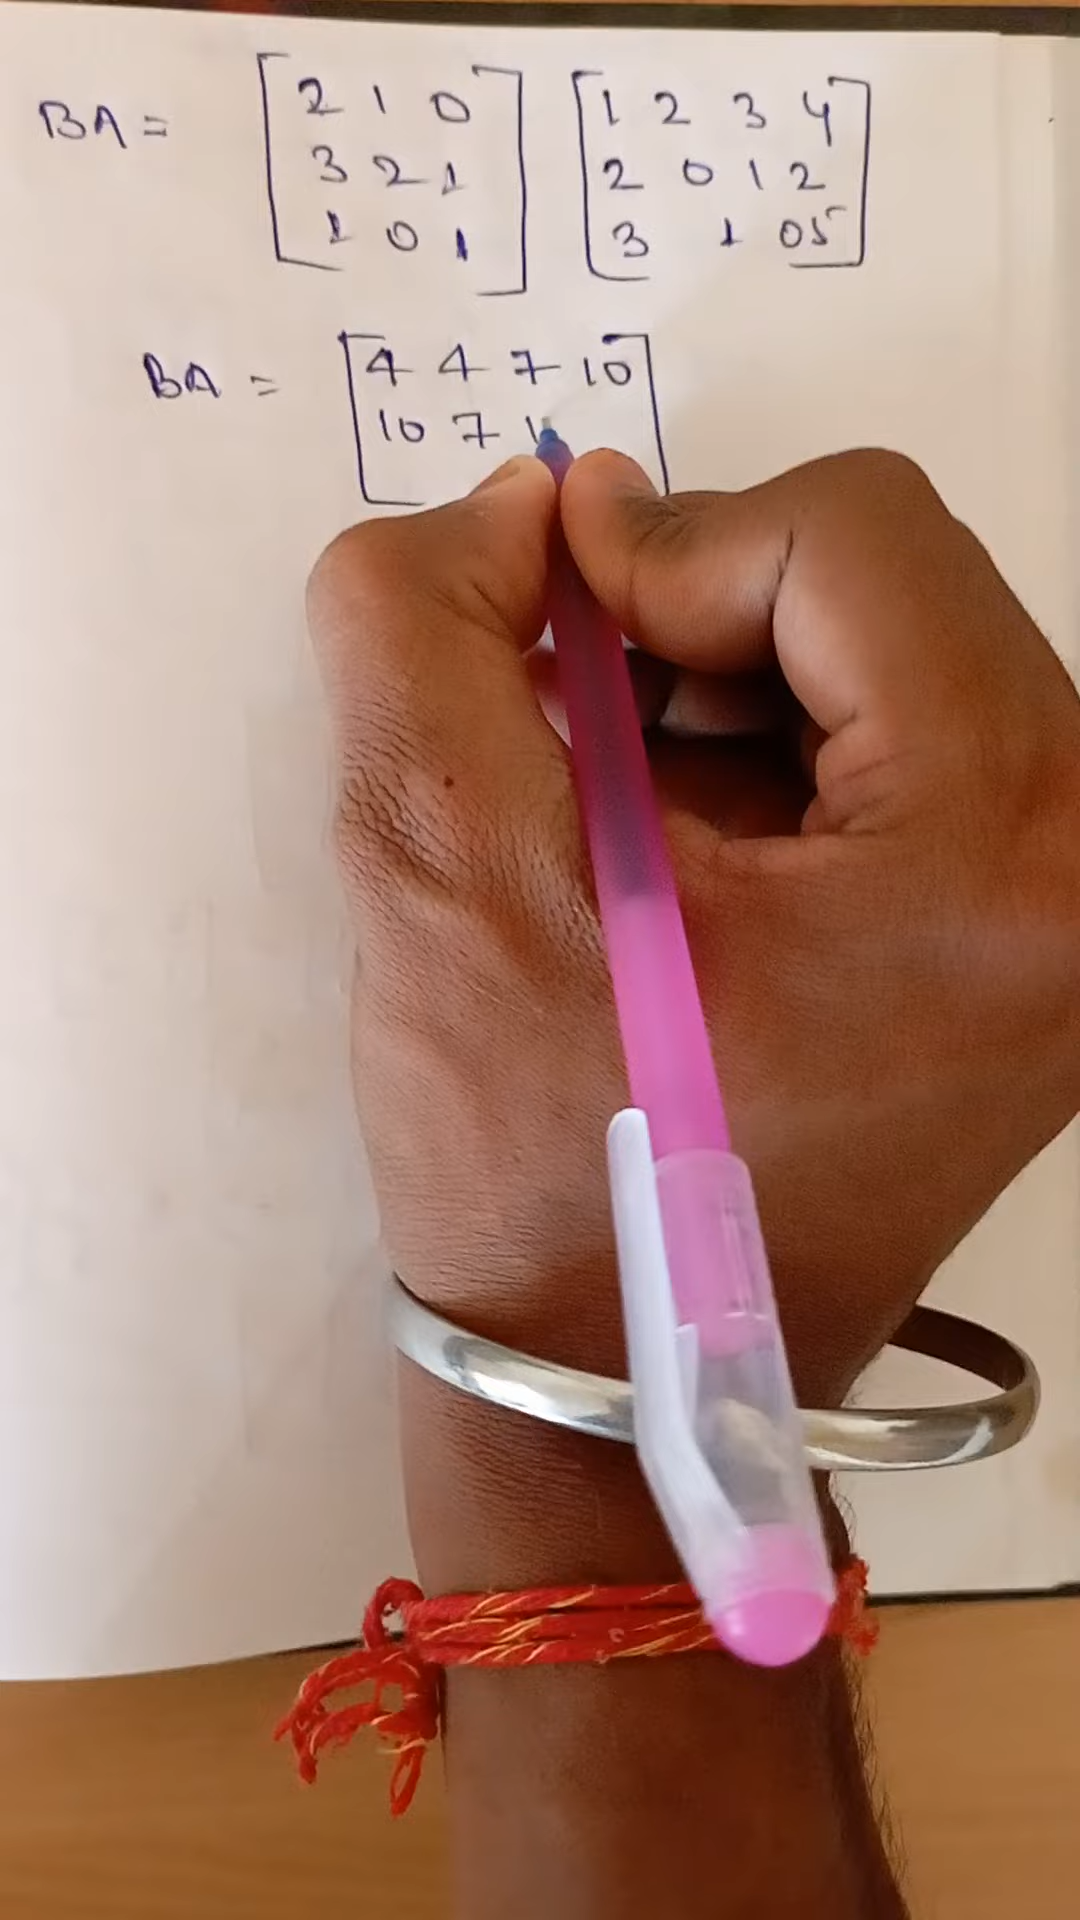 BA = [2 1 0] [1 2 3 4]
[3 2 1] [2 0 1 2]
[1 0 1] [3 1 0 5]
BA = [4 4 7 10]
[10 7 1